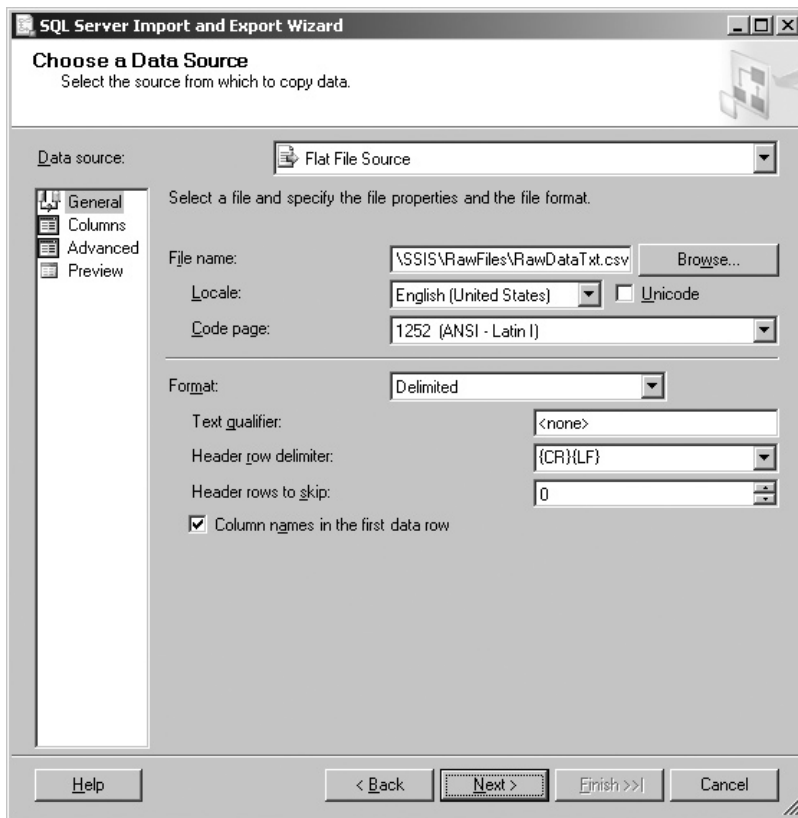 SQL Server Import and Export Wizard
Choose a Data Source
Select the source from which to copy data.
Data source: Flat File Source
General
Columns
Advanced
Preview
Select a file and specify the file properties and the file format.
File name: \SSIS\RawFiles\RawDataTxt.csv Browse...
Locale: English (United States) Unicode
Code page: 1252 (ANSI - Latin I)
Format: Delimited
Text qualifier: <none>
Header row delimiter: {CR}{LF}
Header rows to skip: 0
Column names in the first data row
Help < Back Next > Finish >>| Cancel